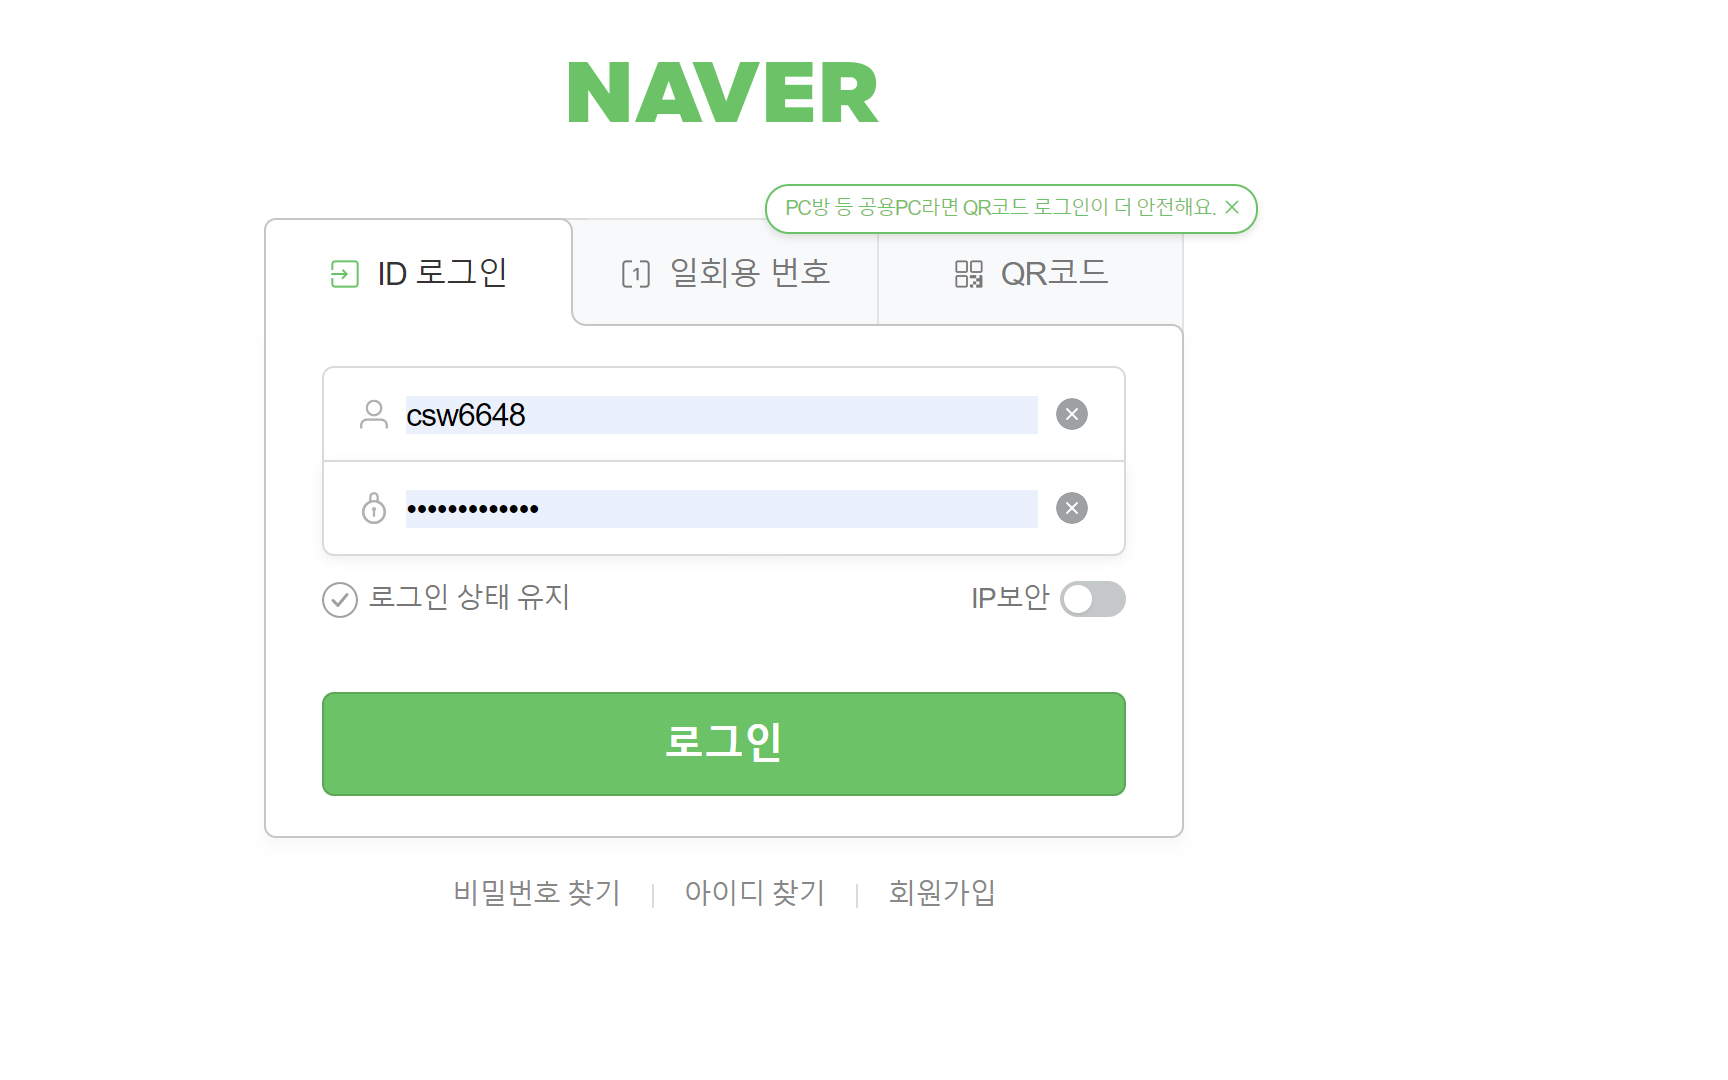 NAVER
PC방 등 공용PC라면 QR코드 로그인이 더 안전해요.
ID 로그인
일회용 번호
QR코드
csw6648
•••••••••••••
로그인 상태 유지
IP보안
로그인
비밀번호 찾기
아이디 찾기
회원가입